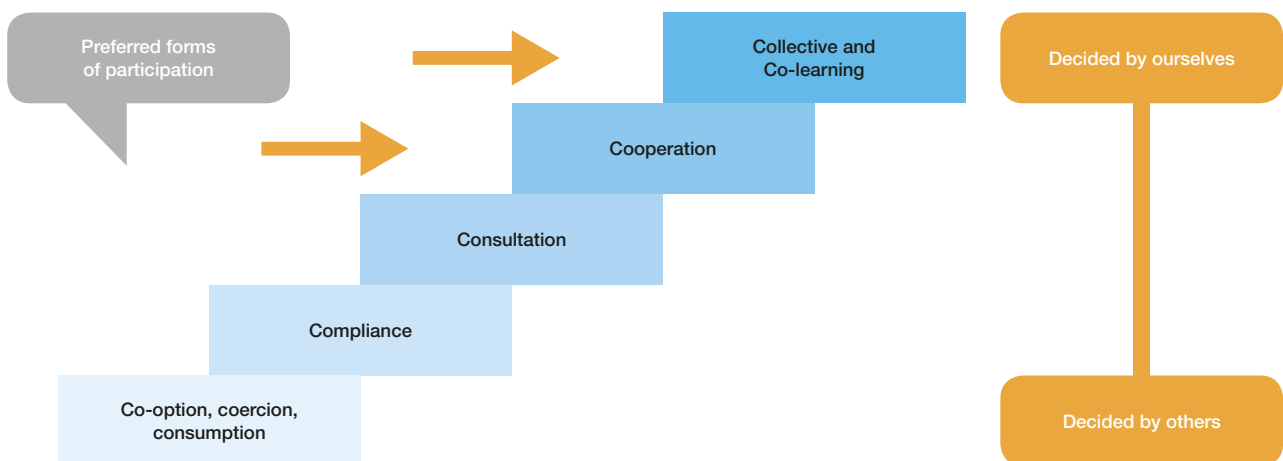 Preferred forms
of participation
Collective and
Co-learning
Decided by ourselves
Cooperation
Consultation
Compliance
Co-option, coercion,
consumption
Decided by others